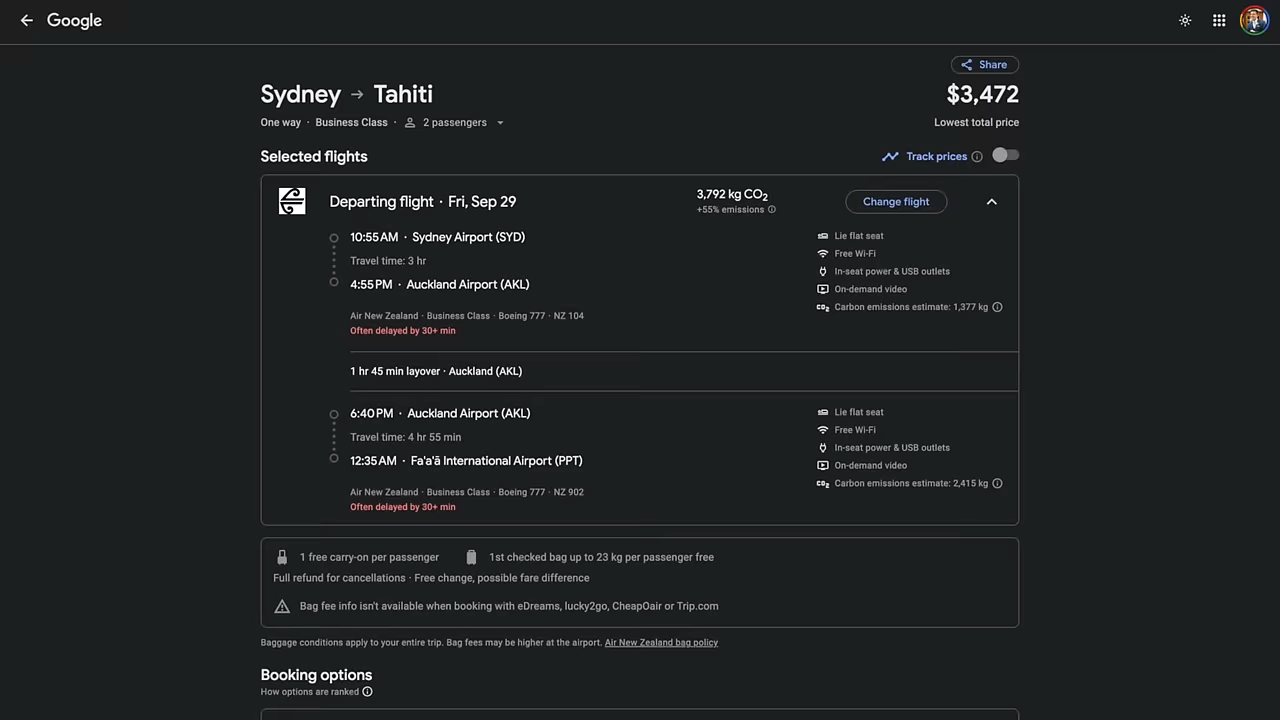 Google
Share
Sydney → Tahiti
$3,472
One way · Business Class · 2 passengers
Lowest total price
Selected flights
Track prices
Departing flight · Fri, Sep 29
3,792 kg CO2
+55% emissions
Change flight
10:55 AM · Sydney Airport (SYD)
Travel time: 3 hr
4:55 PM · Auckland Airport (AKL)
Air New Zealand · Business Class · Boeing 777 · NZ 104
Often delayed by 30+ min
Lie flat seat
Free Wi-Fi
In-seat power & USB outlets
On-demand video
CO2 Carbon emissions estimate: 1,377 kg
1 hr 45 min layover · Auckland (AKL)
6:40 PM · Auckland Airport (AKL)
Travel time: 4 hr 55 min
12:35 AM · Fa'a'ā International Airport (PPT)
Air New Zealand · Business Class · Boeing 777 · NZ 902
Often delayed by 30+ min
Lie flat seat
Free Wi-Fi
In-seat power & USB outlets
On-demand video
CO2 Carbon emissions estimate: 2,415 kg
1 free carry-on per passenger
1st checked bag up to 23 kg per passenger free
Full refund for cancellations · Free change, possible fare difference
Bag fee info isn't available when booking with eDreams, lucky2go, CheapOair or Trip.com
Baggage conditions apply to your entire trip. Bag fees may be higher at the airport. Air New Zealand bag policy
Booking options
How options are ranked